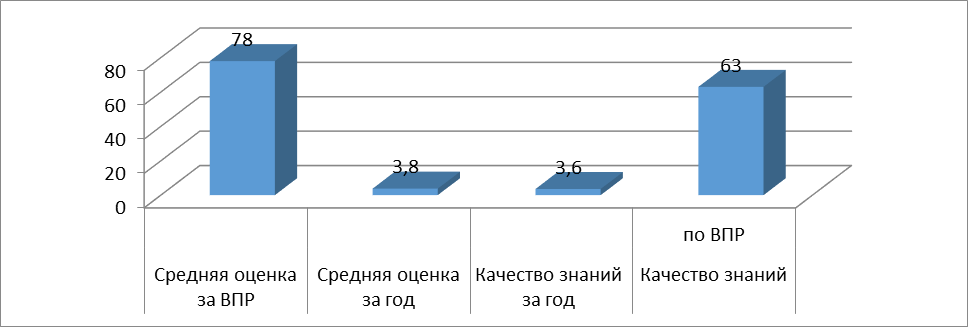 78
63
3,8
3,6
80
60
40
20
0
по ВПР
Средняя оценка
за ВПР
Средняя оценка
за год
Качество знаний
за год
Качество знаний